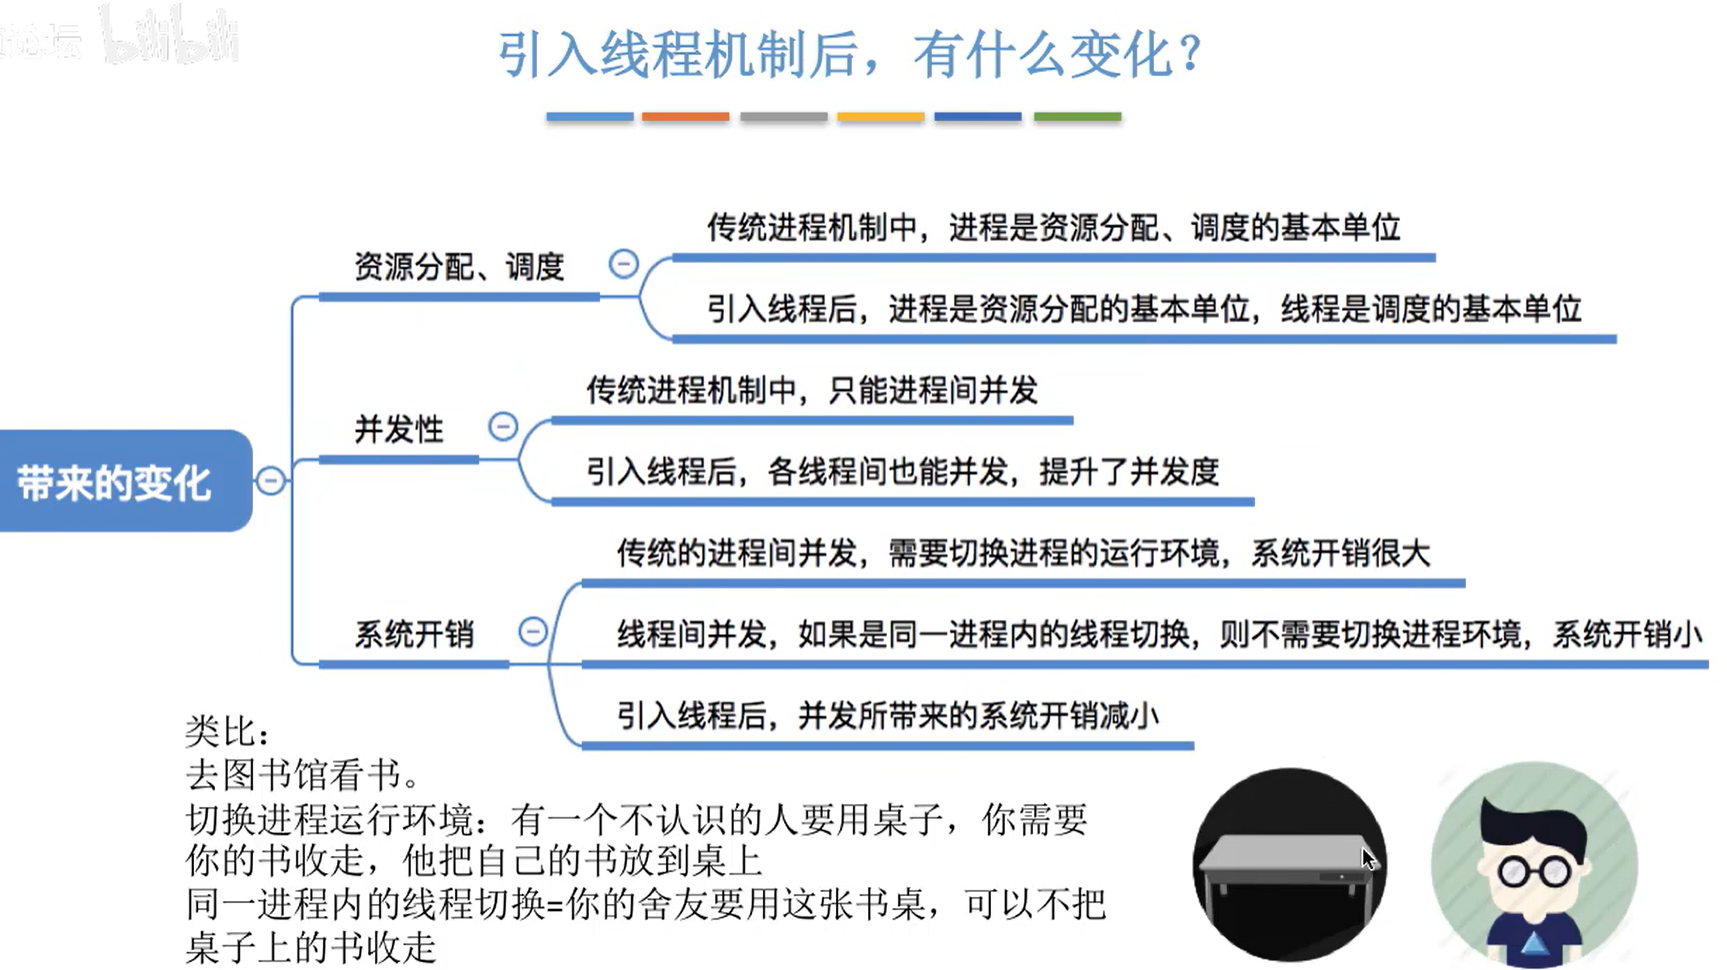 论坛 bilibili
引入线程机制后，有什么变化？
传统进程机制中，进程是资源分配、调度的基本单位
资源分配、调度
引入线程后，进程是资源分配的基本单位，线程是调度的基本单位
传统进程机制中，只能进程间并发
并发性
引入线程后，各线程间也能并发，提升了并发度
带来的变化
传统的进程间并发，需要切换进程的运行环境，系统开销很大
系统开销
线程间并发，如果是同一进程内的线程切换，则不需要切换进程环境，系统开销小
引入线程后，并发所带来的系统开销减小
类比：
去图书馆看书。
切换进程运行环境：有一个不认识的人要用桌子，你需要
你的书收走，他把自己的书放到桌上
同一进程内的线程切换=你的舍友要用这张书桌，可以不把
桌子上的书收走